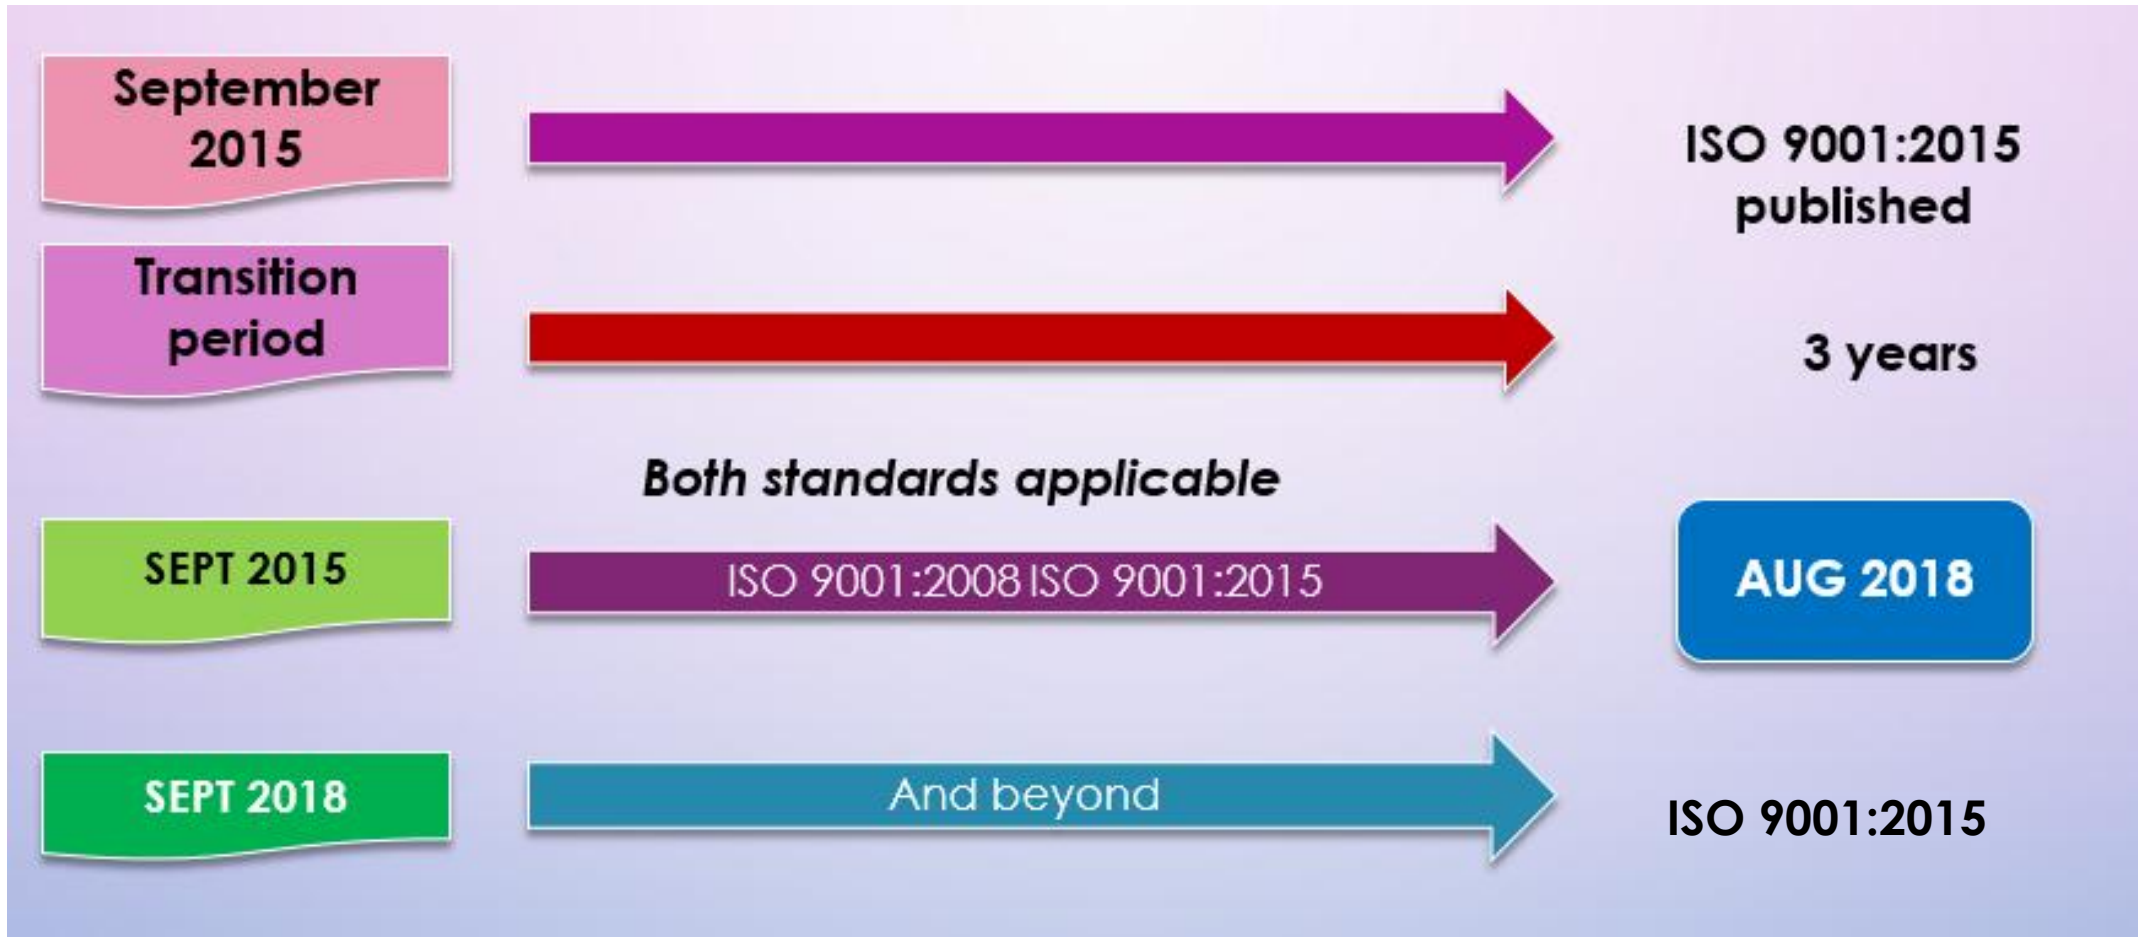 September
2015
ISO 9001:2015
published
Transition
period
3 years
Both standards applicable
SEPT 2015
ISO 9001:2008 ISO 9001:2015
AUG 2018
SEPT 2018
And beyond
ISO 9001:2015